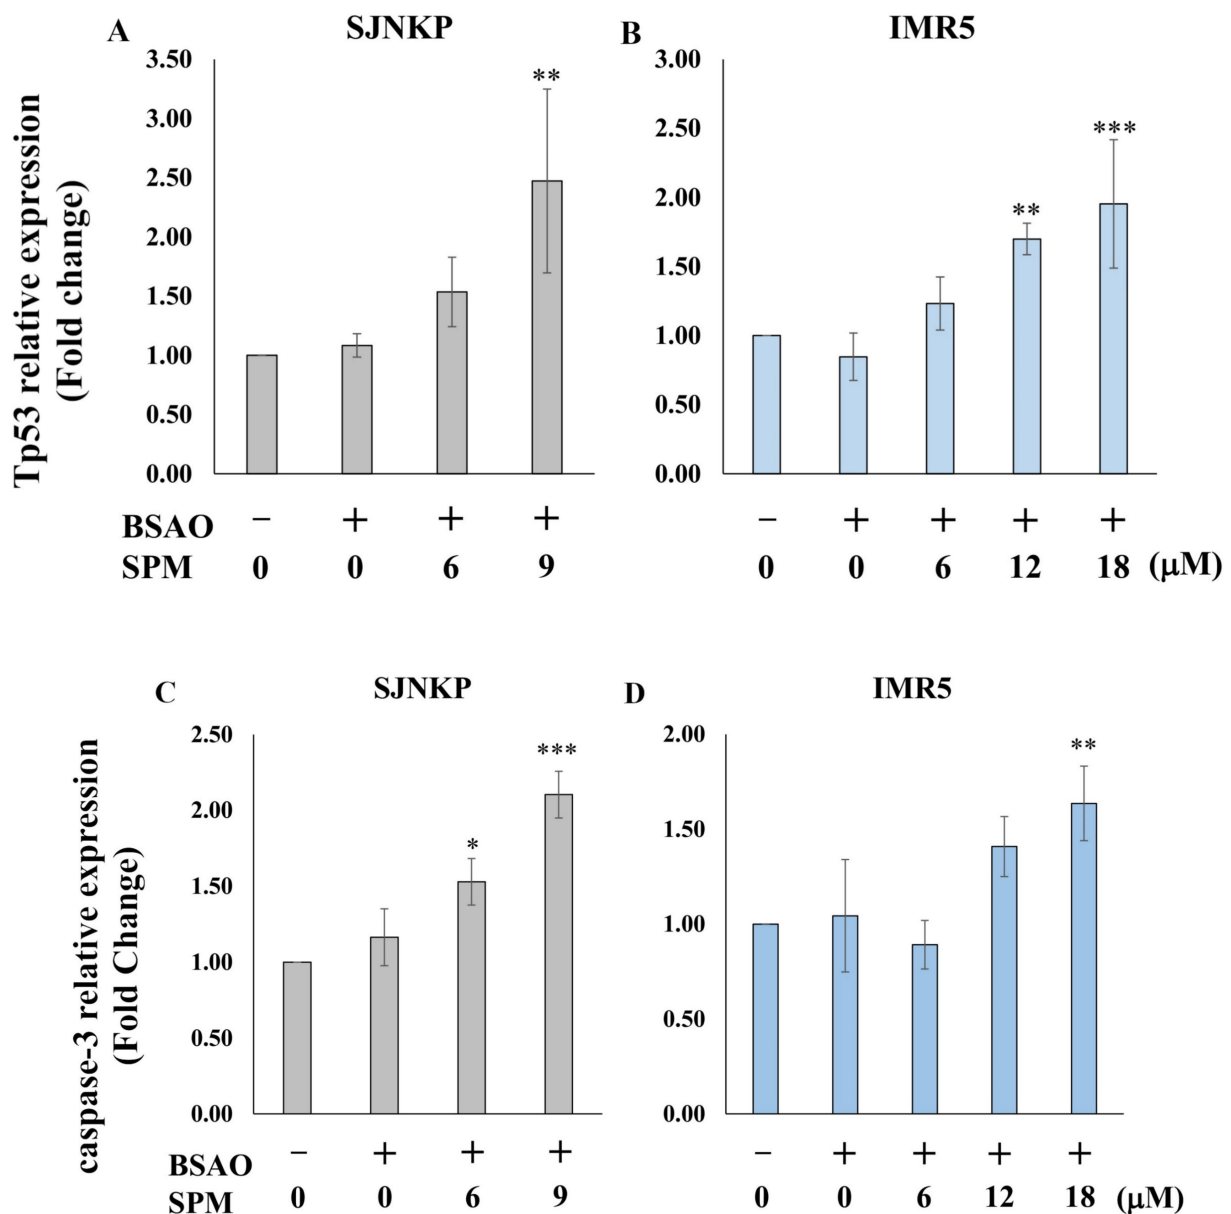 A SJNKP
Tp53 relative expression
(Fold change)
3.50
3.00
2.50
2.00
1.50
1.00
0.50
0.00
**
BSAO − + + +
SPM 0 0 6 9
B IMR5
3.00
2.50
2.00
1.50
1.00
0.50
0.00
** ***
− + + + +
0 0 6 12 18 (μM)
C SJNKP
caspase-3 relative expression
(Fold Change)
2.50
2.00
1.50
1.00
0.50
0.00
* ***
BSAO − + + +
SPM 0 0 6 9
D IMR5
2.00
1.50
1.00
0.50
0.00
**
− + + + +
0 0 6 12 18 (μM)